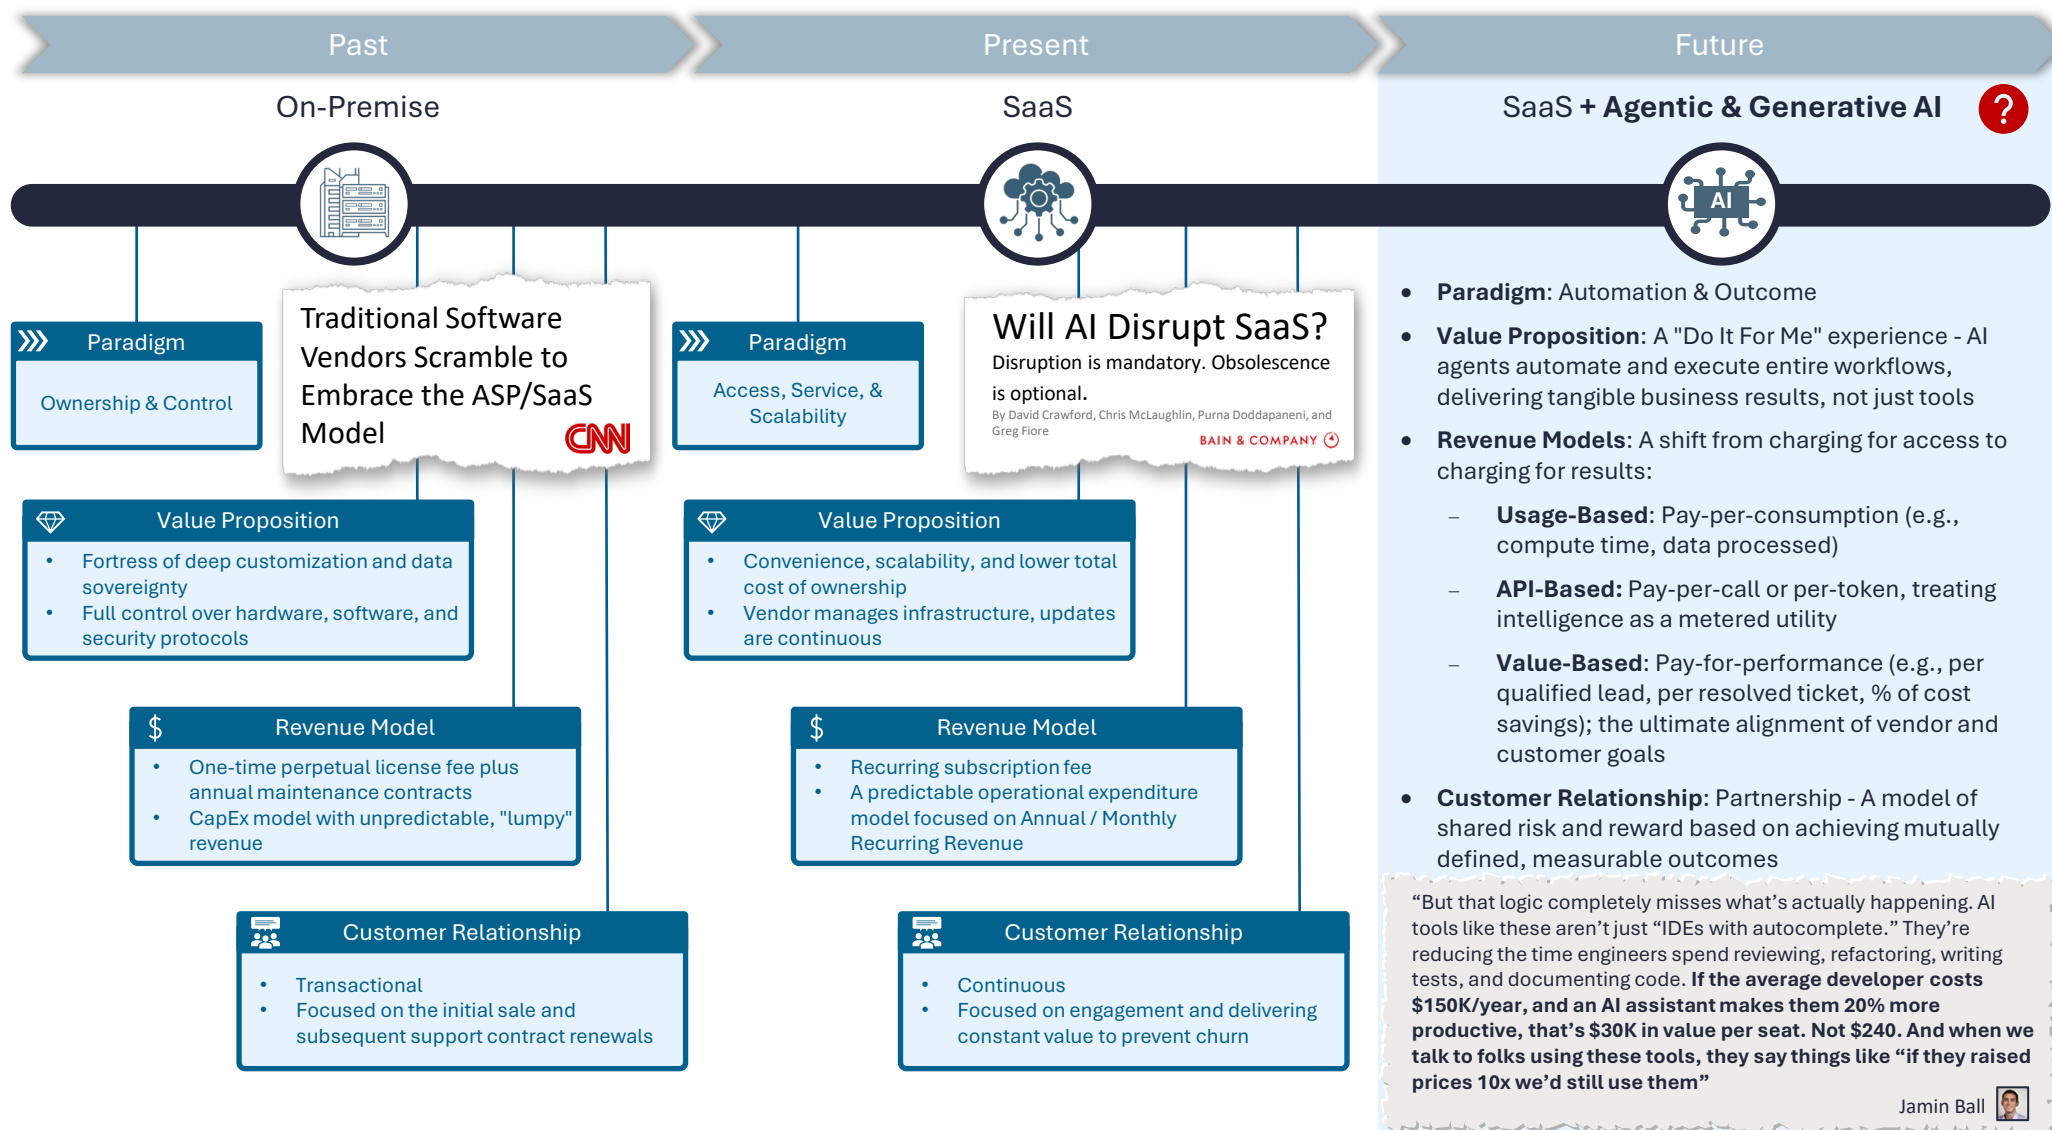 Past
Present
Future
On-Premise
SaaS
SaaS + Agentic & Generative AI
?
AI
Paradigm
Ownership & Control
Traditional Software
Vendors Scramble to
Embrace the ASP/SaaS
Model
CNN
Value Proposition
• Fortress of deep customization and data
sovereignty
• Full control over hardware, software, and
security protocols
$ Revenue Model
• One-time perpetual license fee plus
annual maintenance contracts
• CapEx model with unpredictable, "lumpy"
revenue
Customer Relationship
• Transactional
• Focused on the initial sale and
subsequent support contract renewals
Paradigm
Access, Service, &
Scalability
Will AI Disrupt SaaS?
Disruption is mandatory. Obsolescence
is optional.
By David Crawford, Chris McLaughlin, Purna Doddapaneni, and
Greg Fiore
BAIN & COMPANY
Value Proposition
• Convenience, scalability, and lower total
cost of ownership
• Vendor manages infrastructure, updates
are continuous
$ Revenue Model
• Recurring subscription fee
• A predictable operational expenditure
model focused on Annual / Monthly
Recurring Revenue
Customer Relationship
• Continuous
• Focused on engagement and delivering
constant value to prevent churn
• Paradigm: Automation & Outcome
• Value Proposition: A "Do It For Me" experience - AI
agents automate and execute entire workflows,
delivering tangible business results, not just tools
• Revenue Models: A shift from charging for access to
charging for results:
– Usage-Based: Pay-per-consumption (e.g.,
compute time, data processed)
– API-Based: Pay-per-call or per-token, treating
intelligence as a metered utility
– Value-Based: Pay-for-performance (e.g., per
qualified lead, per resolved ticket, % of cost
savings); the ultimate alignment of vendor and
customer goals
• Customer Relationship: Partnership - A model of
shared risk and reward based on achieving mutually
defined, measurable outcomes
“But that logic completely misses what’s actually happening. AI
tools like these aren’t just “IDEs with autocomplete.” They’re
reducing the time engineers spend reviewing, refactoring, writing
tests, and documenting code. If the average developer costs
$150K/year, and an AI assistant makes them 20% more
productive, that’s $30K in value per seat. Not $240. And when we
talk to folks using these tools, they say things like “if they raised
prices 10x we’d still use them”
Jamin Ball